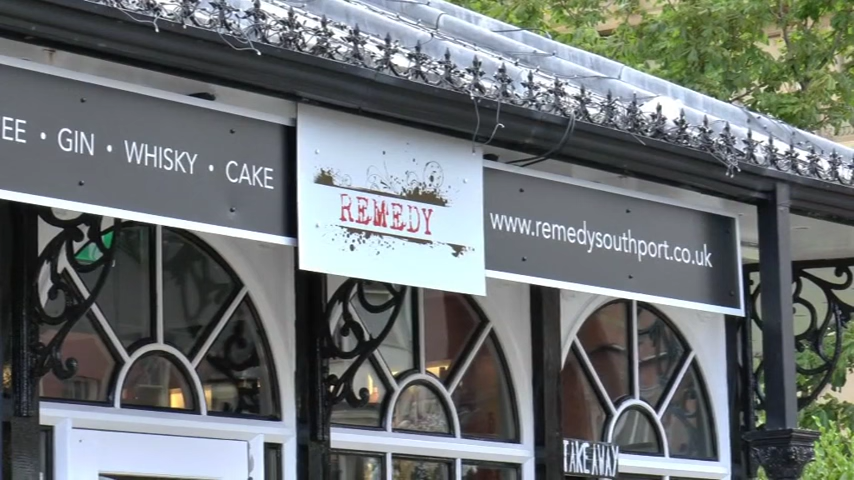 EE • GIN • WHISKY • CAKE
REMEDY
www.remedysouthport.co.uk
TAKE AWAY